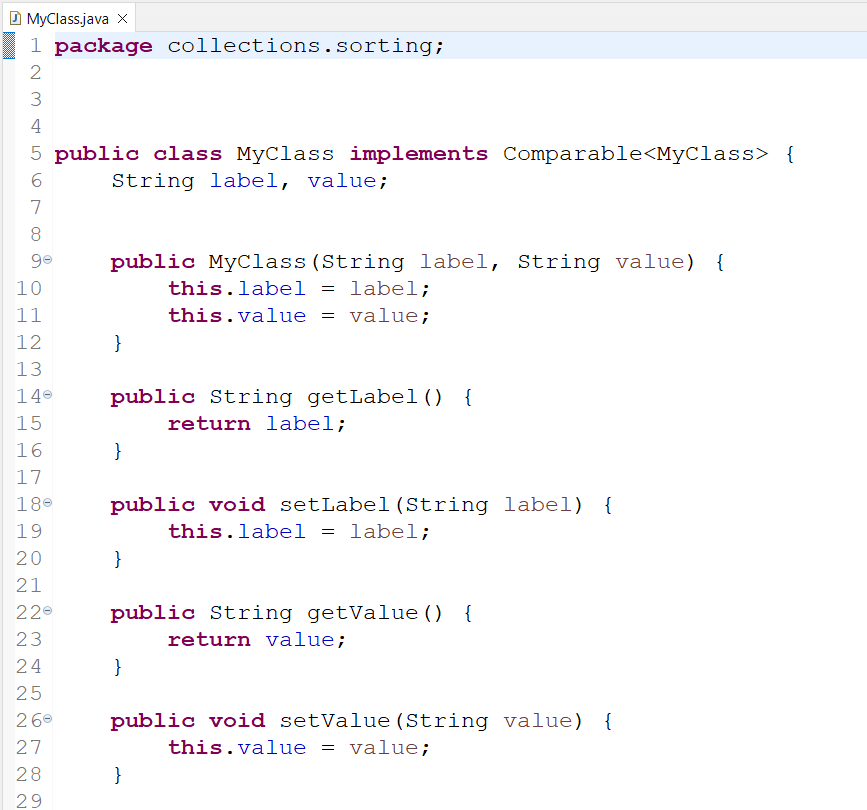 MyClass.java
1 package collections.sorting;
2
3
4
5 public class MyClass implements Comparable<MyClass> {
6     String label, value;
7
8
9     public MyClass(String label, String value) {
10         this.label = label;
11         this.value = value;
12     }
13
14     public String getLabel() {
15         return label;
16     }
17
18     public void setLabel(String label) {
19         this.label = label;
20     }
21
22     public String getValue() {
23         return value;
24     }
25
26     public void setValue(String value) {
27         this.value = value;
28     }
29